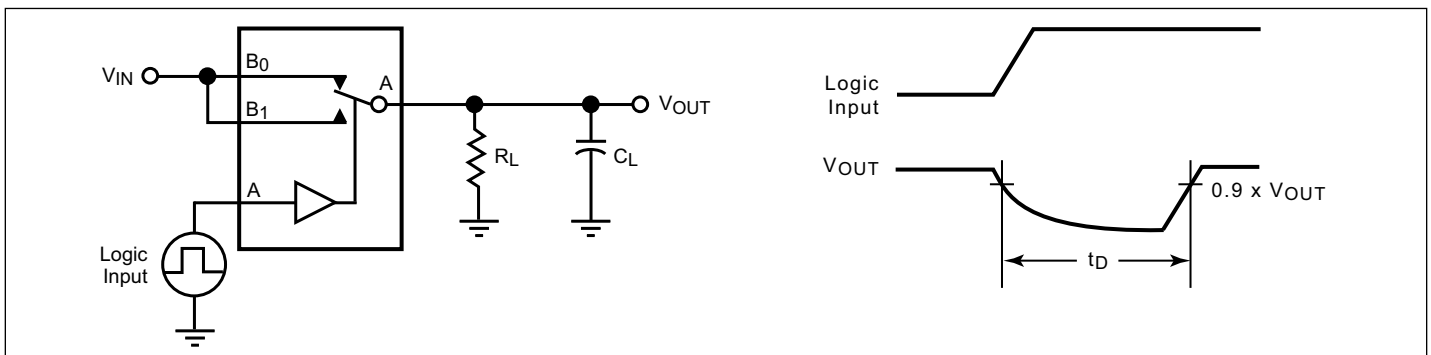 VIN
B0
A
B1
VOUT
RL
CL
A
Logic
Input
Logic
Input
VOUT
0.9 x VOUT
tD